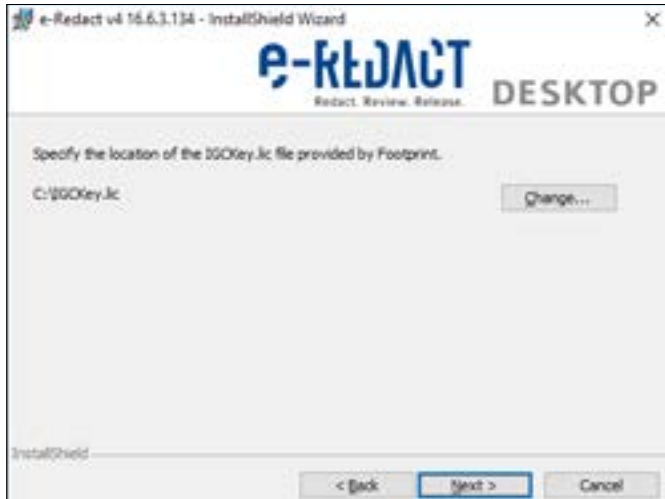 e-Redact v4 16.6.3.134 - InstallShield Wizard
e-REDACT
Redact. Review. Release.
DESKTOP
Specify the location of the IGCKey.lic file provided by Footprint.
C:\IGCKey.lic
Change...
InstallShield
< Back
Next >
Cancel